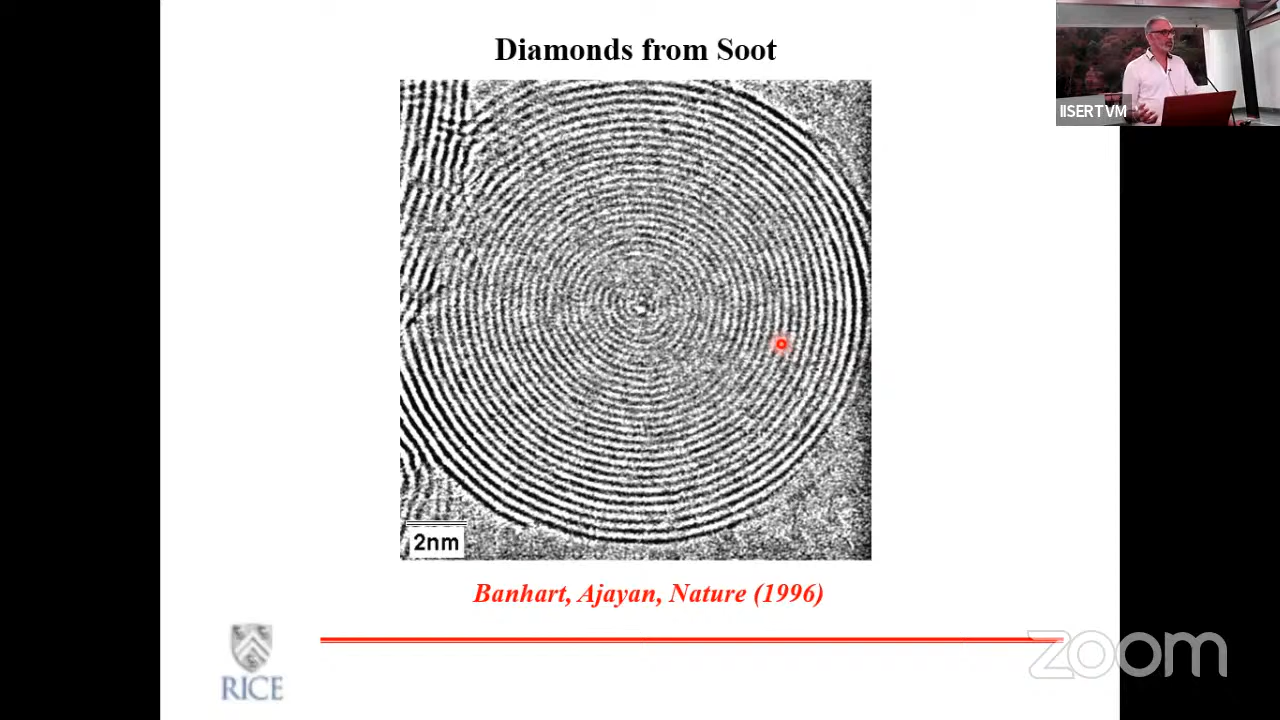 Diamonds from Soot
IISERTVM
2nm
Banhart, Ajayan, Nature (1996)
RICE
zoom